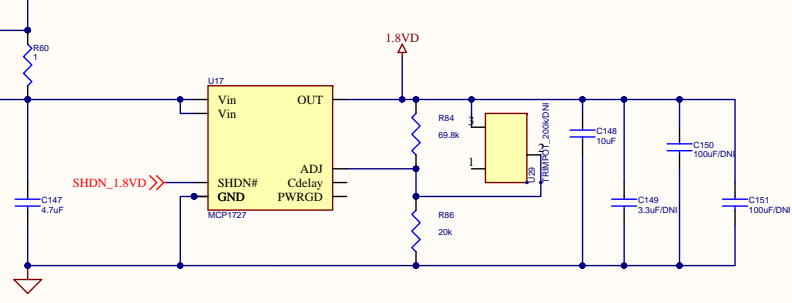 1.8VD
R60
1
U17
Vin
Vin
OUT
ADJ
SHDN#
Cdelay
GND
PWRGD
MCP1727
SHDN_1.8VD
C147
4.7uF
R84
69.8k
R86
20k
3
1
2
U29
TRIMPOT_200k/DNI
C148
10uF
C149
3.3uF/DNI
C150
100uF/DNI
C151
100uF/DNI